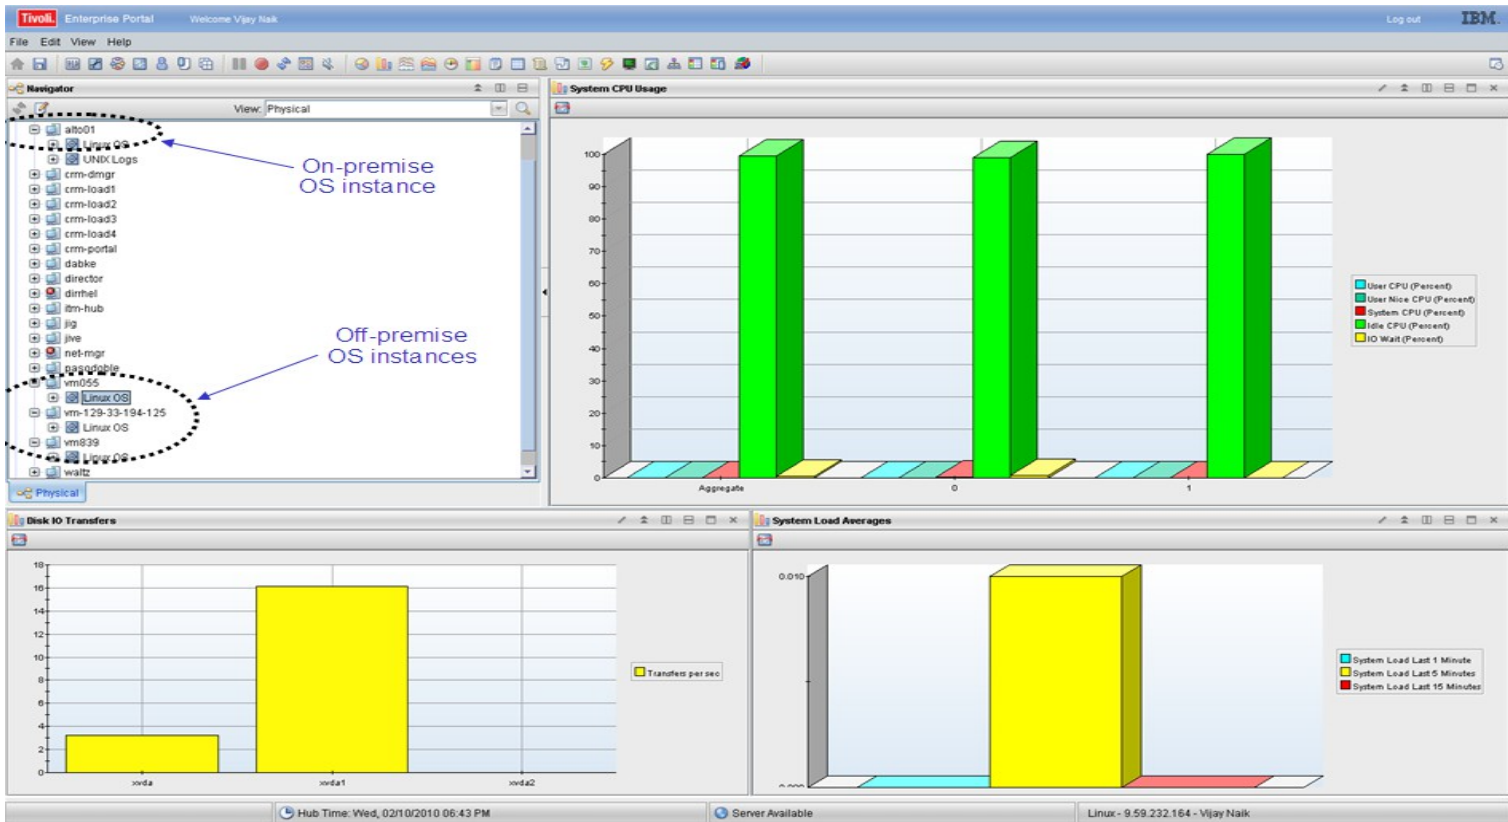 Tivoli. Enterprise Portal Welcome Vijay Naik Log out IBM.
File Edit View Help
Navigator
View: Physical
alto01
Linux OS
UNIX Logs
crm-dmgr
crm-load1
crm-load2
crm-load3
crm-load4
crm-portal
dabke
director
dirrhel
itm-hub
jig
jive
net-mgr
pasodoble
vm055
Linux OS
vm-129-33-194-125
Linux OS
vm839
Linux OS
waltz
On-premise
OS instance
Off-premise
OS instances
Physical
System CPU Usage
100
90
80
70
60
50
40
30
20
10
0
Aggregate 0 1
User CPU (Percent)
User Nice CPU (Percent)
System CPU (Percent)
Idle CPU (Percent)
IO Wait (Percent)
Disk IO Transfers
18
16
14
12
10
8
6
4
2
0
xvda xvda1 xvda2
Transfers per sec
System Load Averages
0.010
0.000
System Load Last 1 Minute
System Load Last 5 Minutes
System Load Last 15 Minutes
Hub Time: Wed, 02/10/2010 06:43 PM Server Available Linux - 9.59.232.164 - Vijay Naik